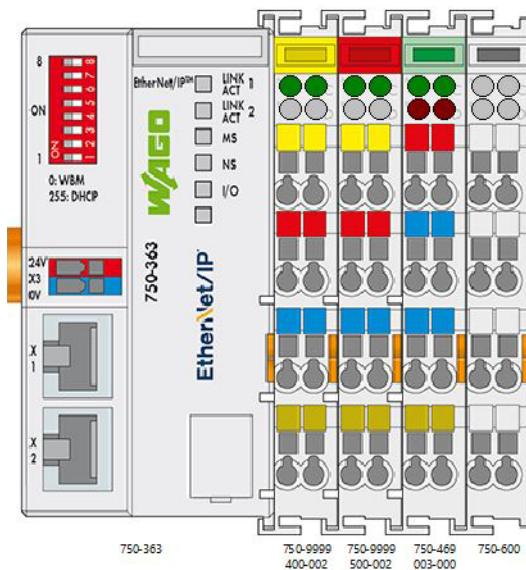 8
ON
1
8
7
6
5
4
3
2
1
ON
0: WBM
255: DHCIP
24V
X3
0V
X
1
X
2
EtherNet/IP™
LINK 1
ACT
LINK 2
ACT
MS
NS
I/O
WAGO
750-363
EtherNet/IP
750-363
750-9999
400-002
750-9999
500-002
750-469
003-000
750-600